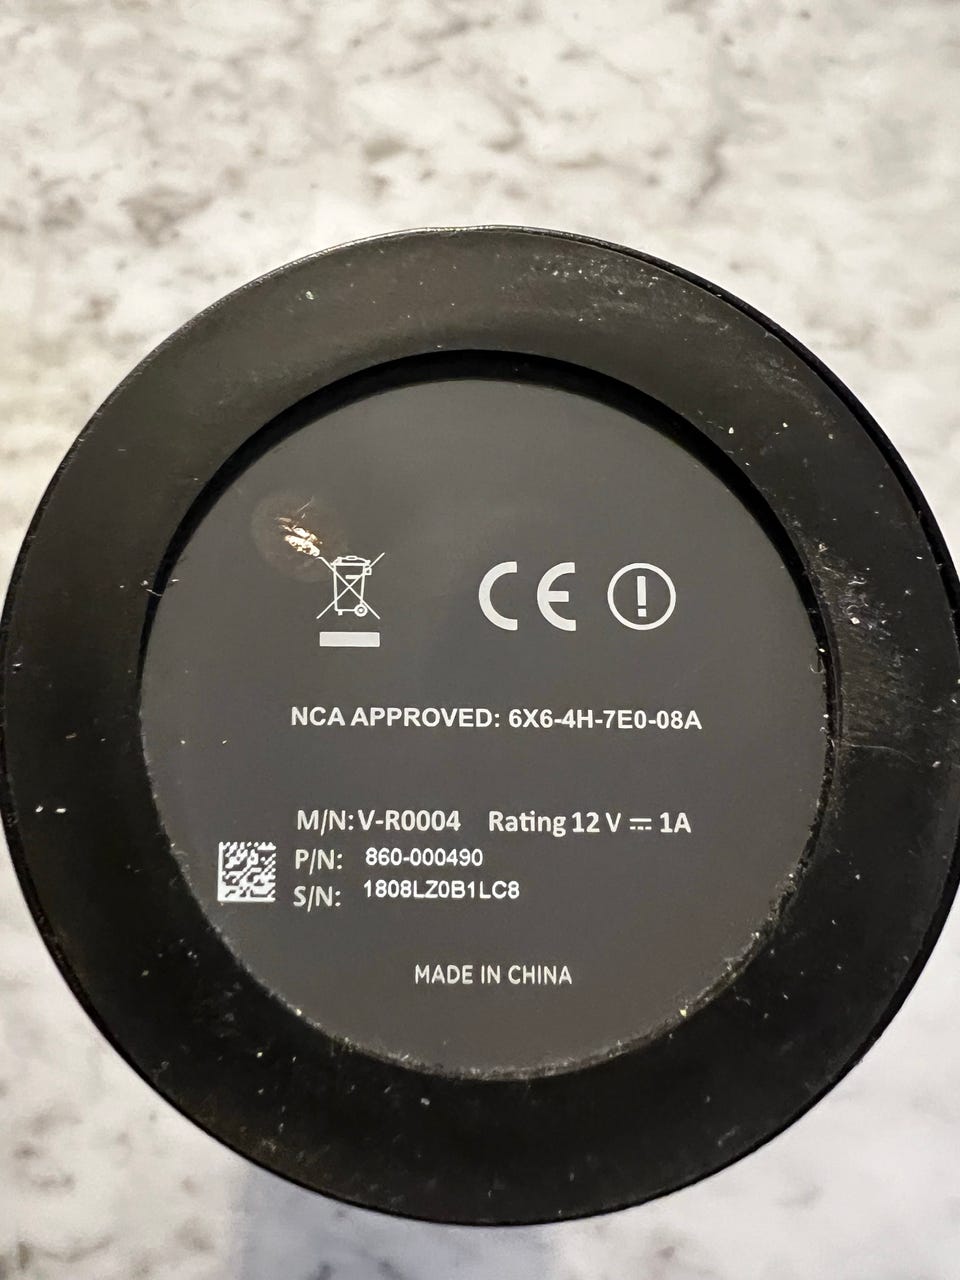 CE
NCA APPROVED: 6X6-4H-7E0-08A
M/N: V-R0004 Rating 12 V ⎓ 1A
P/N: 860-000490
S/N: 1808LZ0B1LC8
MADE IN CHINA